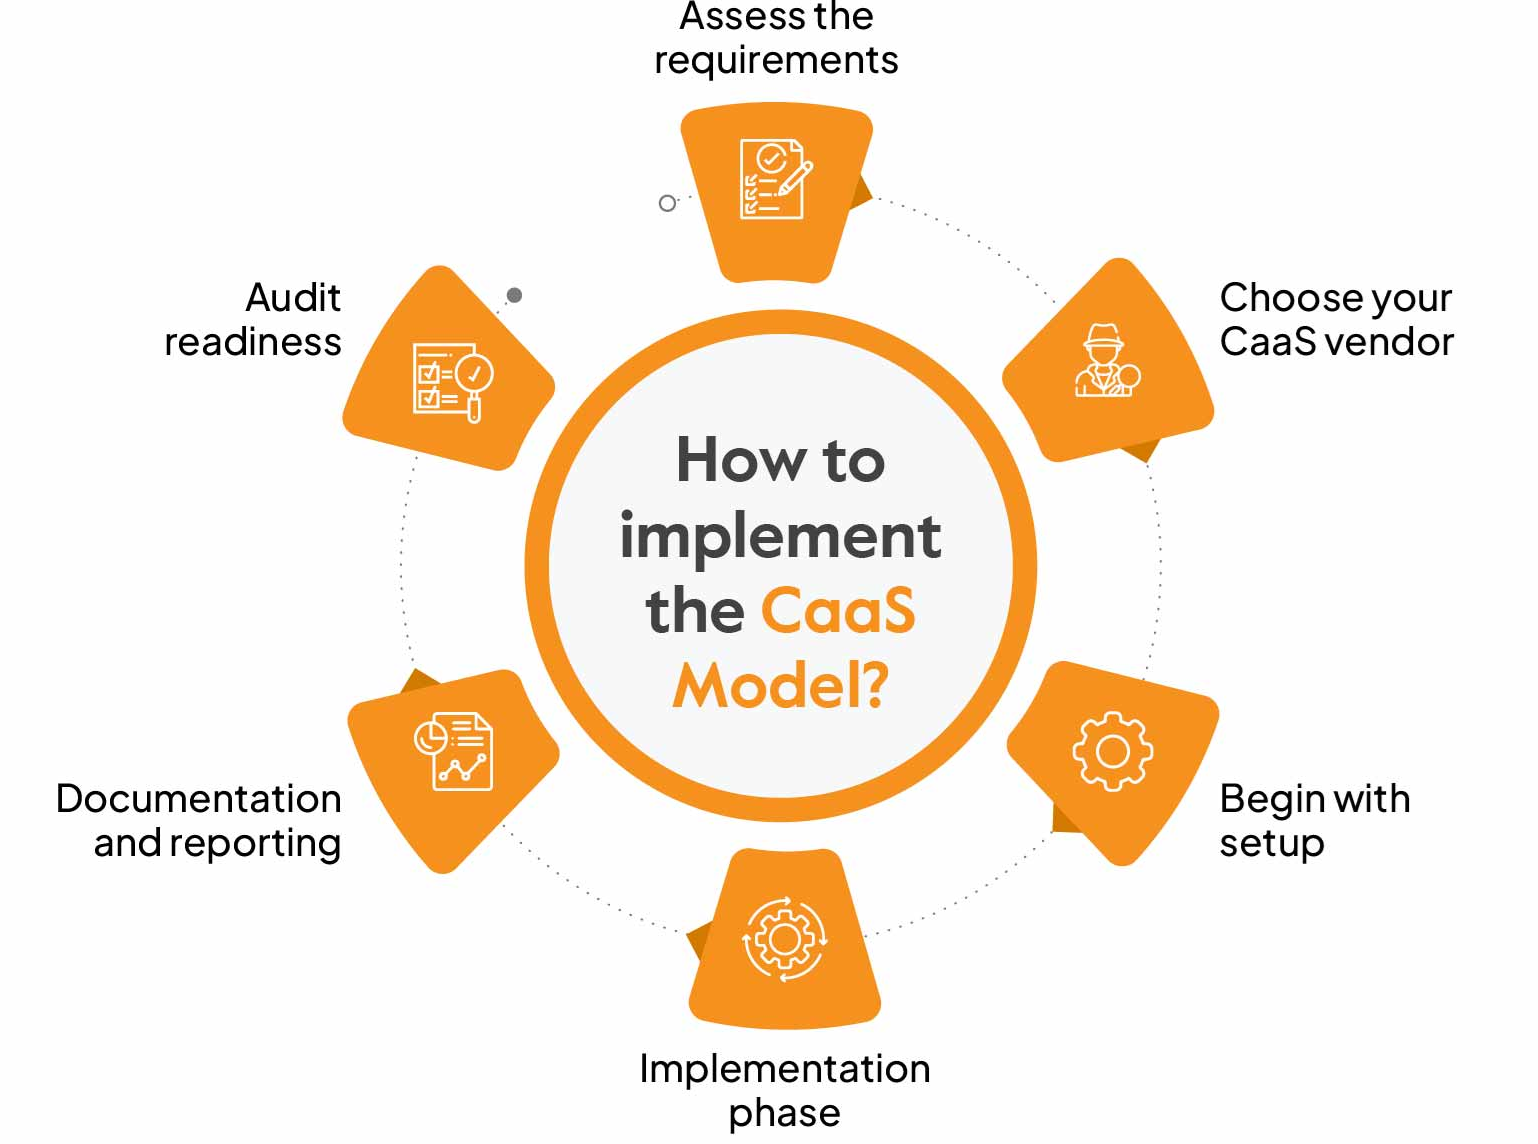 Assess the
requirements
Choose your
CaaS vendor
Begin with
setup
Implementation
phase
Documentation
and reporting
Audit
readiness
How to
implement
the CaaS
Model?